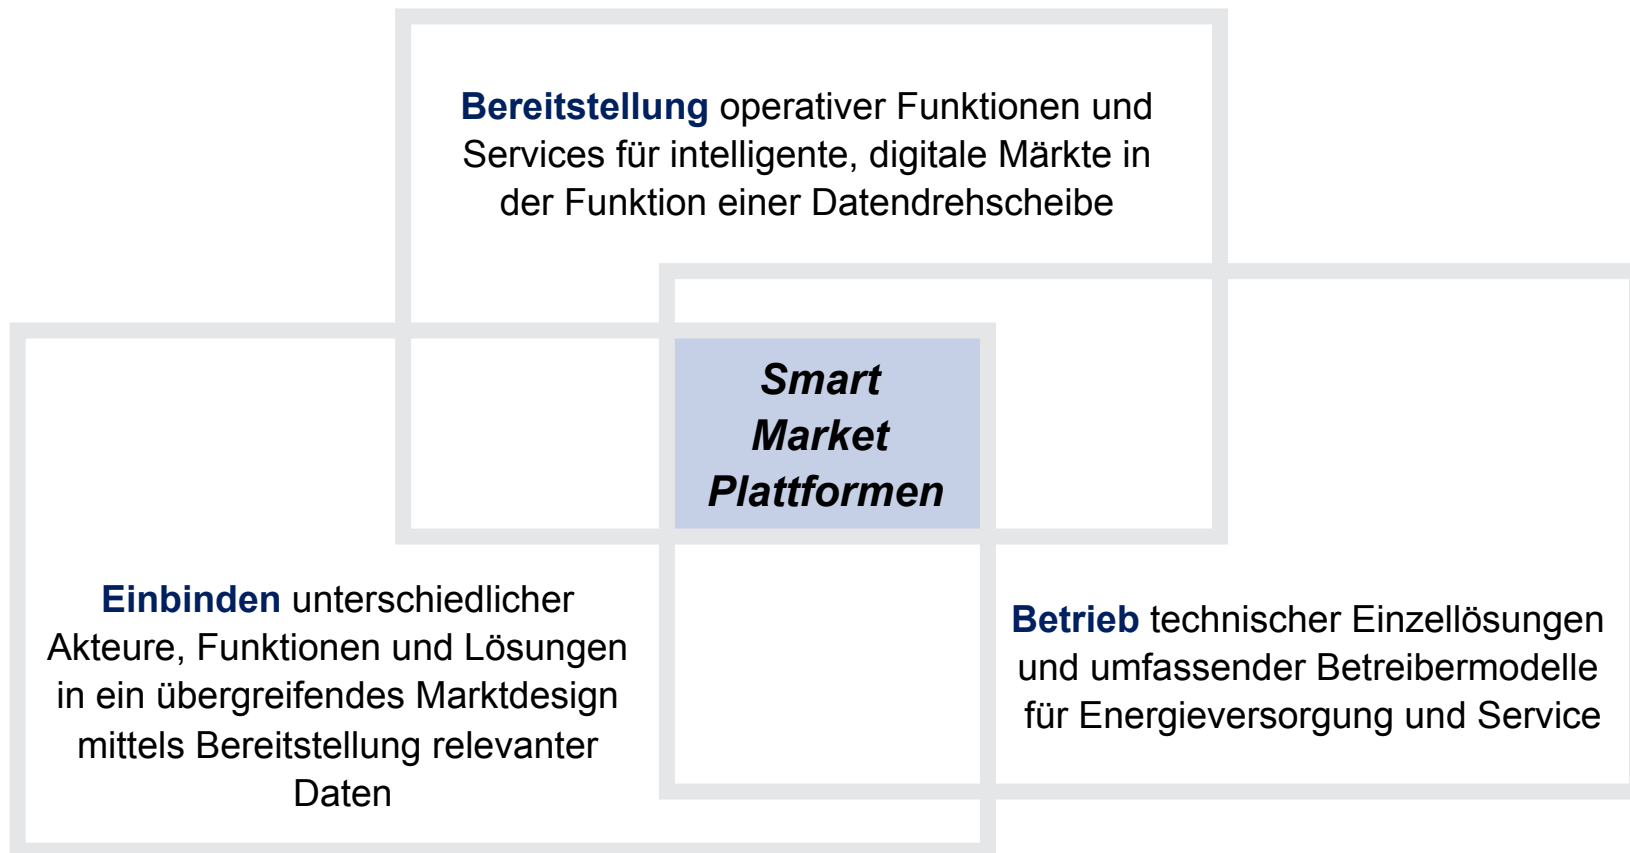 Bereitstellung operativer Funktionen und
Services für intelligente, digitale Märkte in
der Funktion einer Datendrehscheibe
Smart
Market
Plattformen
Einbinden unterschiedlicher
Akteure, Funktionen und Lösungen
in ein übergreifendes Marktdesign
mittels Bereitstellung relevanter
Daten
Betrieb technischer Einzellösungen
und umfassender Betreibermodelle
für Energieversorgung und Service